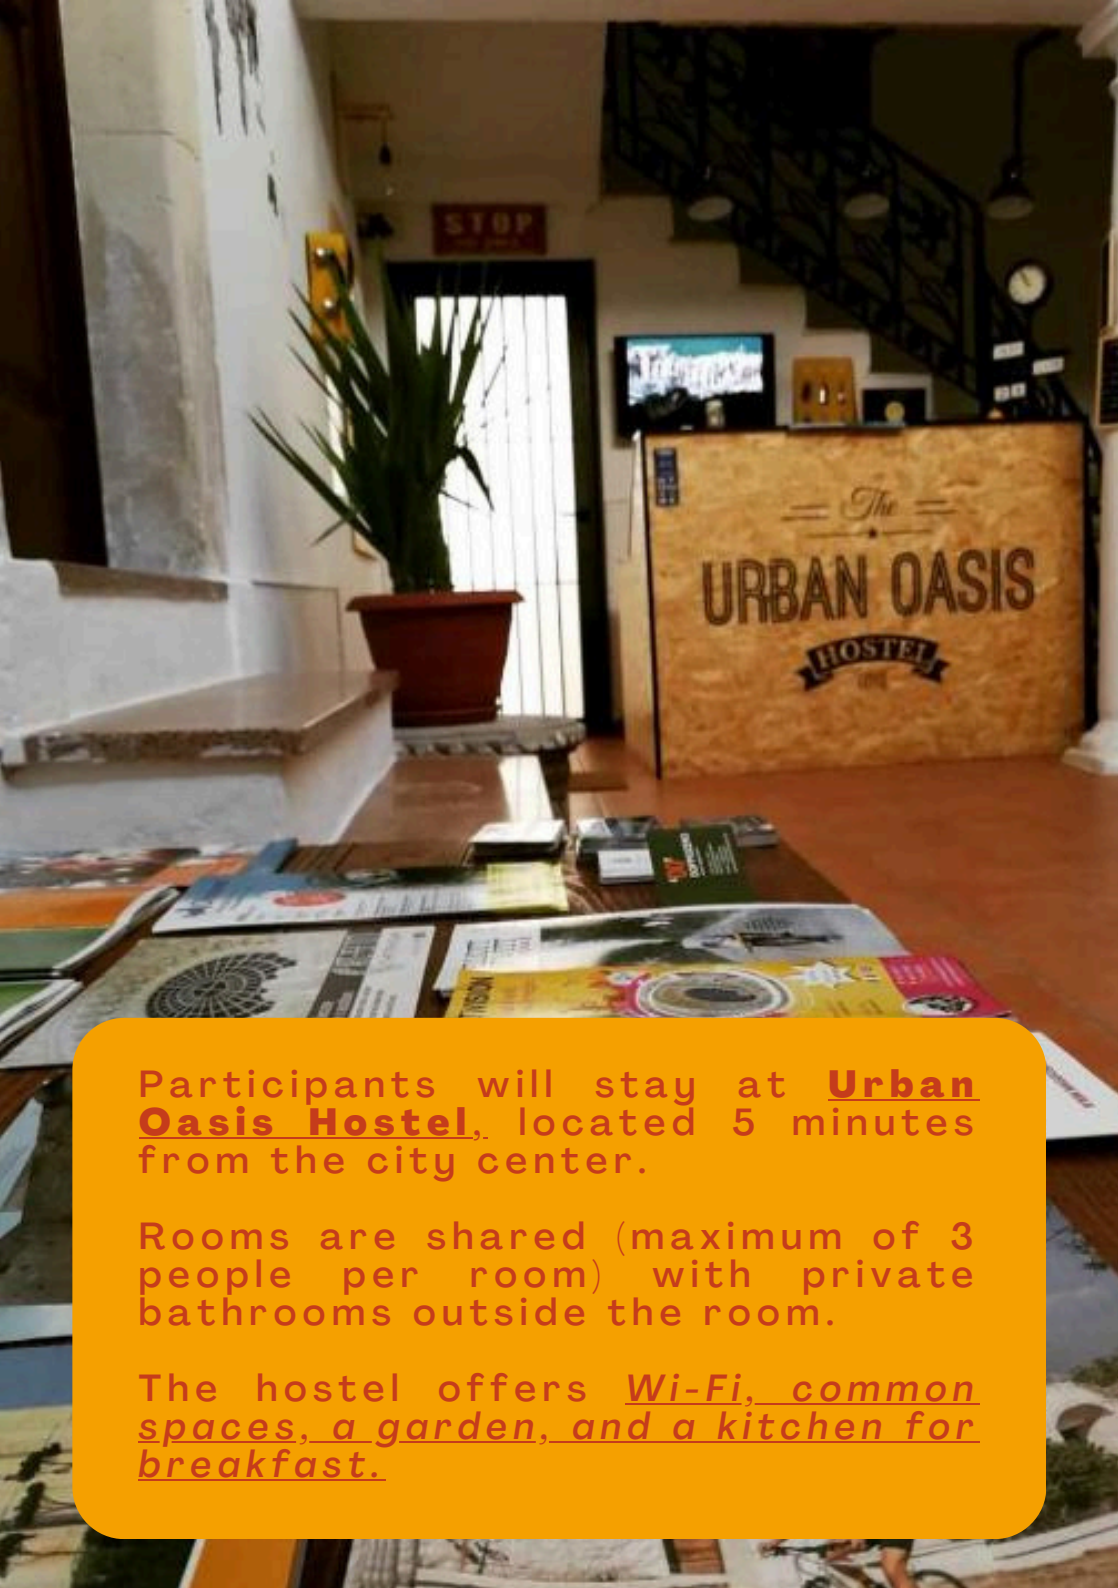 STOP
The
URBAN OASIS
HOSTEL
Participants will stay at Urban
Oasis Hostel, located 5 minutes
from the city center.
Rooms are shared (maximum of 3
people per room) with private
bathrooms outside the room.
The hostel offers Wi-Fi, common
spaces, a garden, and a kitchen for
breakfast.